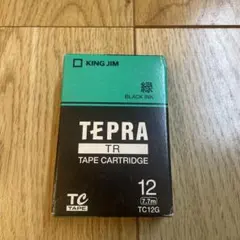 KING JIM
緑
BLACK INK
TEPRA
TR
TAPE CARTRIDGE
TC
TAPE
12
7.7m
TC12G